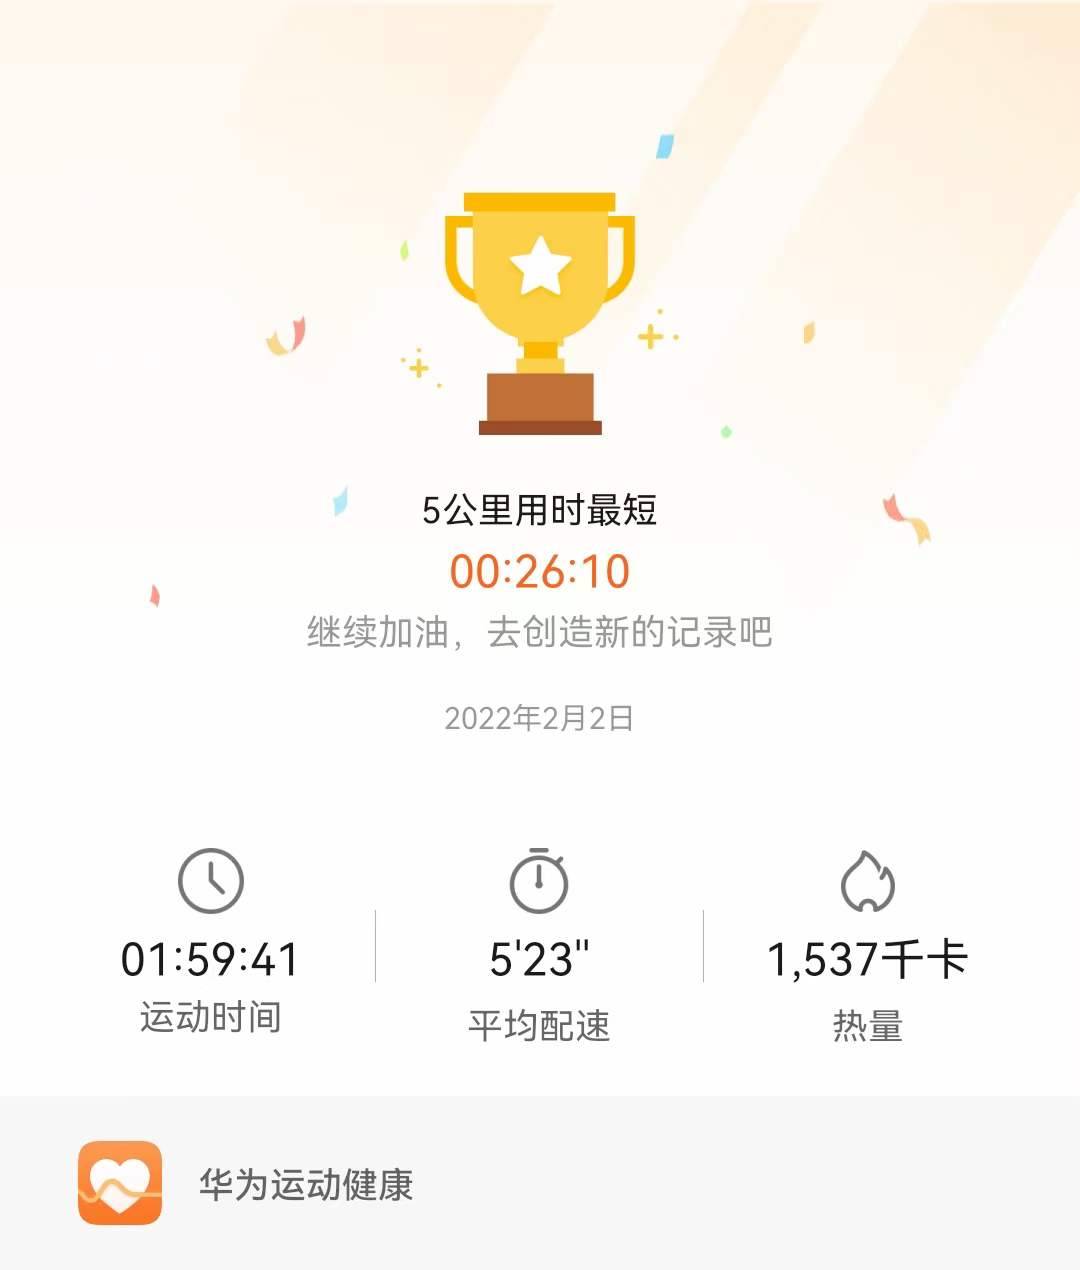 5公里用时最短
00:26:10
继续加油，去创造新的记录吧
2022年2月2日
01:59:41
运动时间
5'23"
平均配速
1,537千卡
热量
华为运动健康